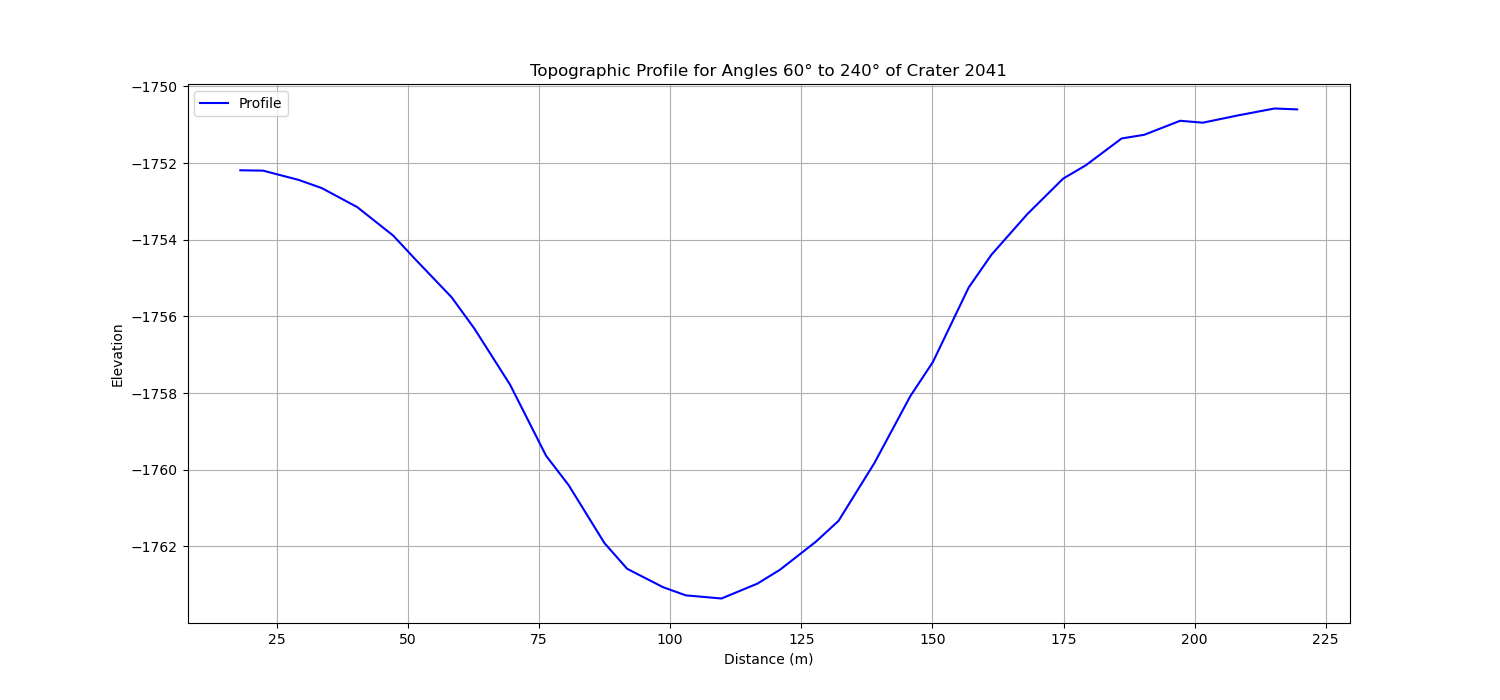 Topographic Profile for Angles 60° to 240° of Crater 2041
Profile
Elevation
−1750
−1752
−1754
−1756
−1758
−1760
−1762
25 50 75 100 125 150 175 200 225
Distance (m)